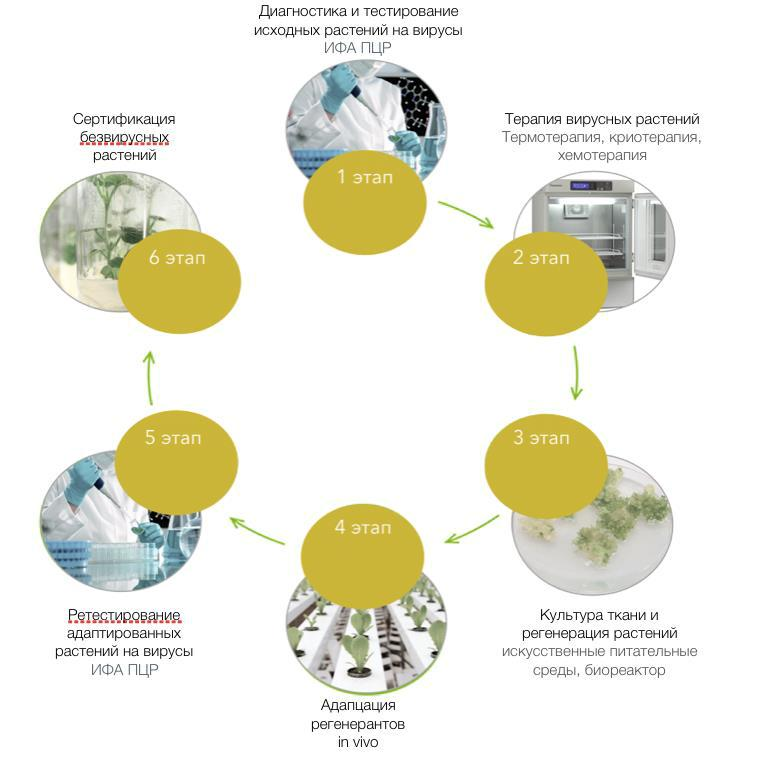 Диагностика и тестирование
исходных растений на вирусы
ИФА ПЦР
1 этап
Терапия вирусных растений
Термотерапия, криотерапия,
хемотерапия
2 этап
3 этап
Культура ткани и
регенерация растений
искусственные питательные
среды, биореактор
4 этап
Адапцация
регенерантов
in vivo
5 этап
Ретестирование
адаптированных
растений на вирусы
ИФА ПЦР
Сертификация
безвирусных
растений
6 этап